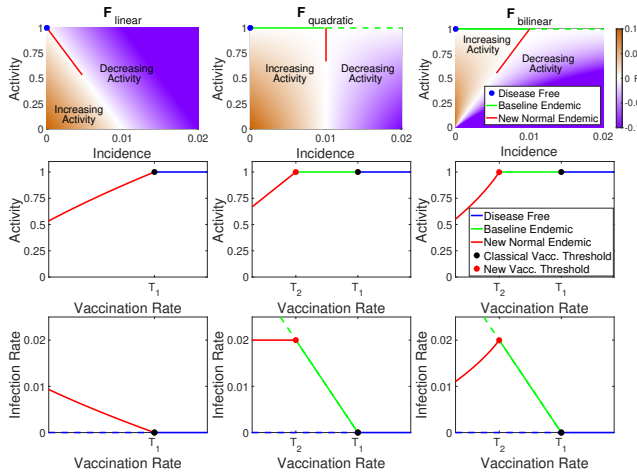 F linear
F quadratic
F bilinear
Activity
1
0.75
0.5
0.25
0
Increasing
Activity
Decreasing
Activity
0
0.01
0.02
Incidence
1
0.75
0.5
0.25
0
Increasing
Activity
Decreasing
Activity
0
0.01
0.02
Incidence
Activity
1
0.75
0.5
0.25
0
Increasing
Activity
Decreasing
Activity
Disease Free
Baseline Endemic
New Normal Endemic
0
0.01
0.02
Incidence
0.1
0.05
0
Activity
1
0.75
0.5
0.25
0
T1
Vaccination Rate
1
0.75
0.5
0.25
0
T2
T1
Vaccination Rate
1
0.75
0.5
0.25
0
Disease Free
Baseline Endemic
New Normal Endemic
Classical Vacc. Threshold
New Vacc. Threshold
T2
T1
Vaccination Rate
Infection Rate
0.02
0.01
0
T1
Vaccination Rate
Infection Rate
0.02
0.01
0
T2
T1
Vaccination Rate
Infection Rate
0.02
0.01
0
T2
T1
Vaccination Rate